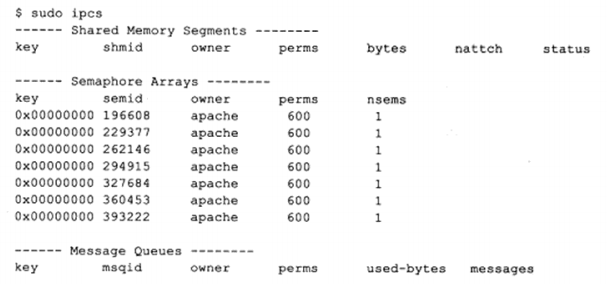 $ sudo ipcs
------ Shared Memory Segments --------
key shmid owner perms bytes nattch status
------ Semaphore Arrays --------
key semid owner perms nsems
0x00000000 196608 apache 600 1
0x00000000 229377 apache 600 1
0x00000000 262146 apache 600 1
0x00000000 294915 apache 600 1
0x00000000 327684 apache 600 1
0x00000000 360453 apache 600 1
0x00000000 393222 apache 600 1
------ Message Queues --------
key msqid owner perms used-bytes messages